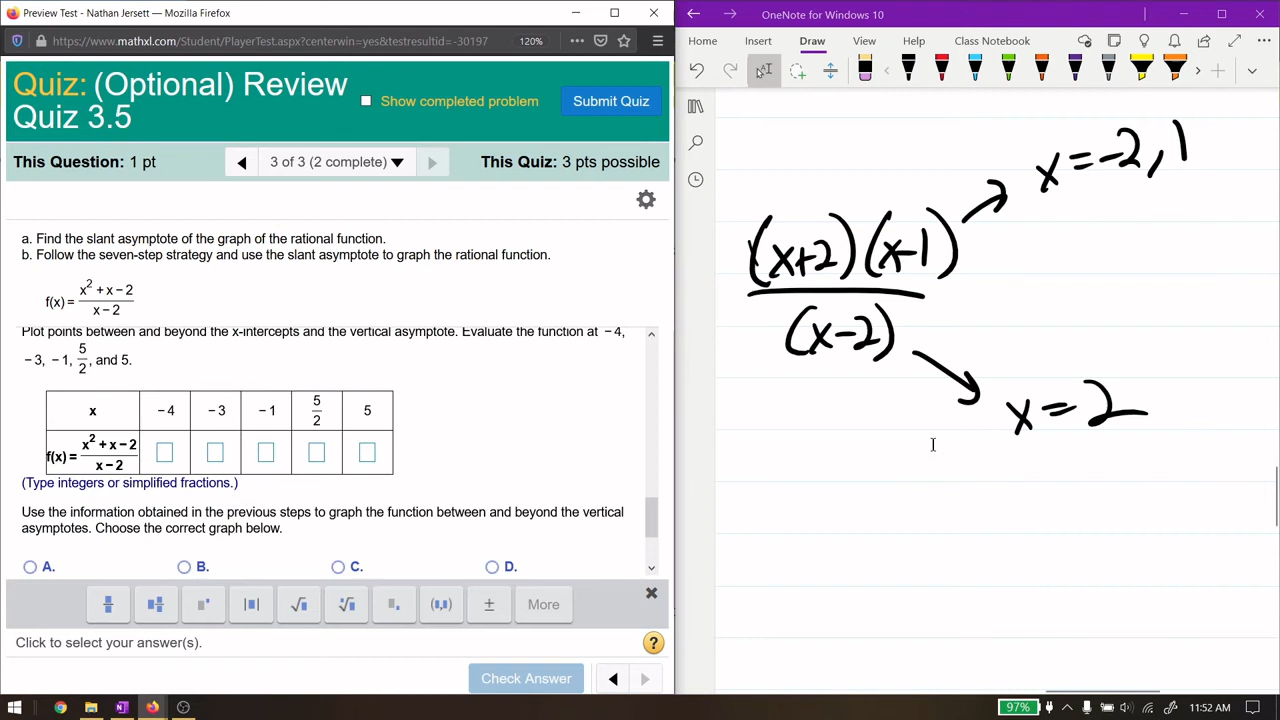 Preview Test - Nathan Jersett - Mozilla Firefox
https://www.mathxl.com/Student/PlayerTest.aspx?centerwin=yes&testresultid=-30197
120%
Quiz: (Optional) Review Quiz 3.5
Show completed problem
Submit Quiz
This Question: 1 pt
3 of 3 (2 complete)
This Quiz: 3 pts possible
a. Find the slant asymptote of the graph of the rational function.
b. Follow the seven-step strategy and use the slant asymptote to graph the rational function.
f(x) = x² + x − 2 / x − 2
Plot points between and beyond the x-intercepts and the vertical asymptote. Evaluate the function at − 4,
− 3, − 1, 5/2, and 5.
x − 4 − 3 − 1 5/2 5
f(x) = x² + x − 2 / x − 2
(Type integers or simplified fractions.)
Use the information obtained in the previous steps to graph the function between and beyond the vertical
asymptotes. Choose the correct graph below.
A. B. C. D.
More
Click to select your answer(s).
?
Check Answer
OneNote for Windows 10
Home Insert Draw View Help Class Notebook
x = -2, 1
(x+2)(x-1)
(x-2)
x = 2
97%
11:52 AM